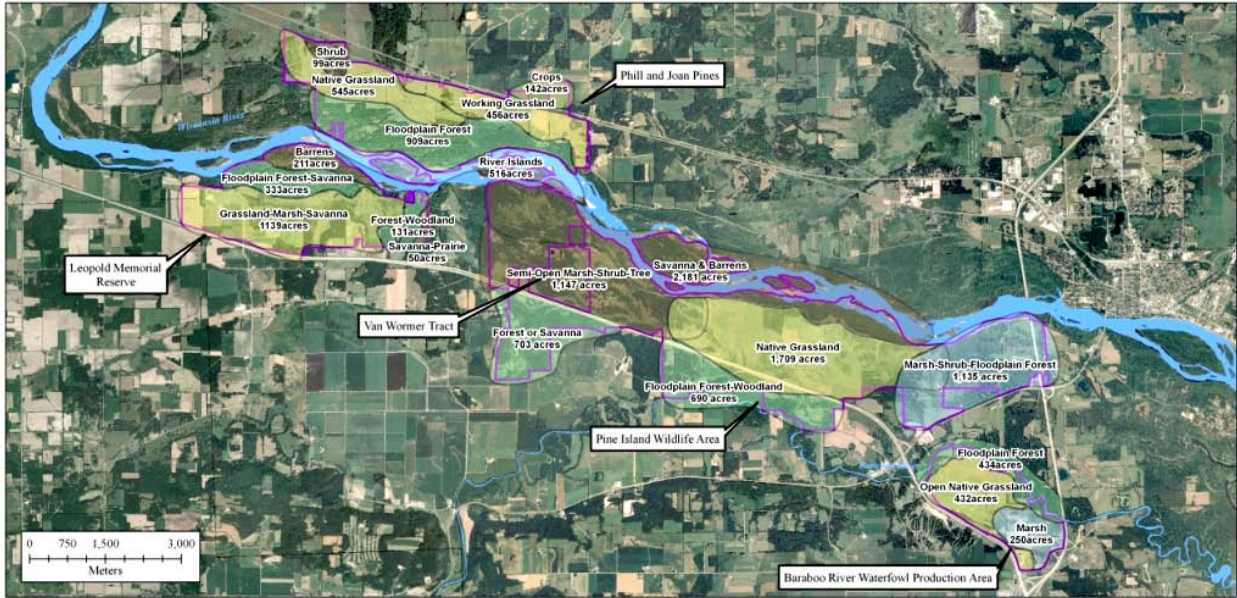 Shrub
99acres
Native Grassland
545acres
Crops
142acres
Phill and Joan Pines
Working Grassland
456acres
Wisconsin River
Floodplain Forest
909acres
Barrens
211acres
River Islands
516acres
Floodplain Forest-Savanna
333acres
Grassland-Marsh-Savanna
1139acres
Forest-Woodland
131acres
Savanna-Prairie
50acres
Leopold Memorial
Reserve
Semi-Open Marsh-Shrub-Tree
1,147 acres
Savanna & Barrens
2,181 acres
Van Wormer Tract
Forest or Savanna
703 acres
Native Grassland
1,709 acres
Marsh-Shrub-Floodplain Forest
1,135 acres
Floodplain Forest-Woodland
690 acres
Pine Island Wildlife Area
Floodplain Forest
434acres
Open Native Grassland
432acres
Marsh
250acres
Baraboo River Waterfowl Production Area
0 750 1,500 3,000
Meters